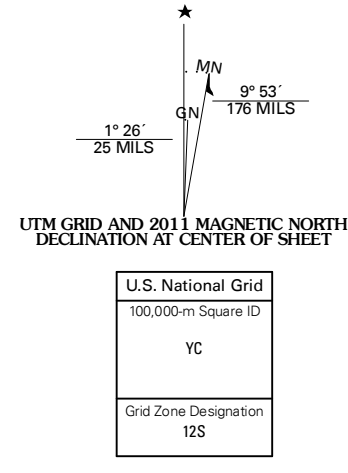 MN
GN
9° 53´
176 MILS
1° 26´
25 MILS
UTM GRID AND 2011 MAGNETIC NORTH
DECLINATION AT CENTER OF SHEET
U.S. National Grid
100,000-m Square ID
YC
Grid Zone Designation
12S